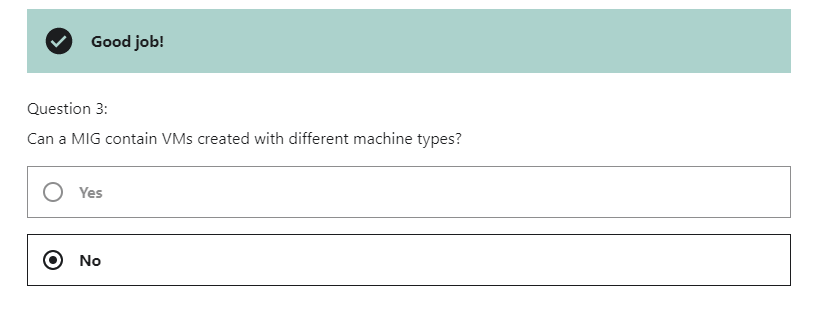 Good job!
Question 3:
Can a MIG contain VMs created with different machine types?
Yes
No